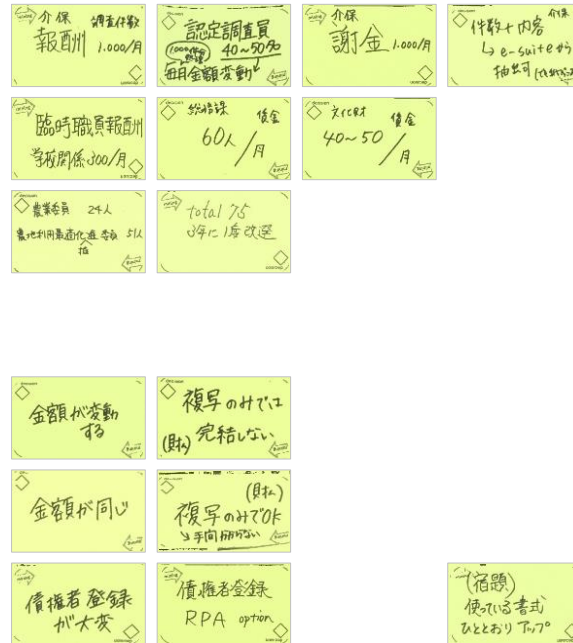 介保 調査件数
報酬 1.000/月
認定調査員
1000件 40~50名
毎月金額変動
介保
謝金 1.000/月
介保
件数+内容
↳ e-suiteから
抽出可
臨時職員報酬
学校関係300/月
総務課 賃金
60人/月
文化財 賃金
40~50/月
農業委員 24人
農地利用最適化推 委員 51人
total 75
3年に1度改選
金額が変動
する
複写のみでは
(財務) 完結しない
金額が同じ
(財務)
複写のみでOK
↘手間かからない
債権者登録
が大変
債権者登録
RPA option
(宿題)
使っている書式
ひととおりアップ